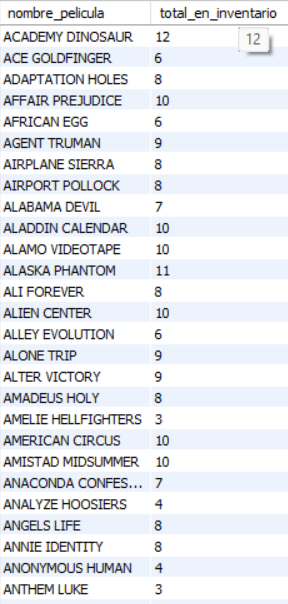 nombre_pelicula total_en_inventario
ACADEMY DINOSAUR 12
12
ACE GOLDFINGER 6
ADAPTATION HOLES 8
AFFAIR PREJUDICE 10
AFRICAN EGG 6
AGENT TRUMAN 9
AIRPLANE SIERRA 8
AIRPORT POLLOCK 8
ALABAMA DEVIL 7
ALADDIN CALENDAR 10
ALAMO VIDEOTAPE 10
ALASKA PHANTOM 11
ALI FOREVER 8
ALIEN CENTER 10
ALLEY EVOLUTION 6
ALONE TRIP 9
ALTER VICTORY 9
AMADEUS HOLY 8
AMELIE HELLFIGHTERS 3
AMERICAN CIRCUS 10
AMISTAD MIDSUMMER 10
ANACONDA CONFES... 7
ANALYZE HOOSIERS 4
ANGELS LIFE 8
ANNIE IDENTITY 8
ANONYMOUS HUMAN 4
ANTHEM LUKE 3